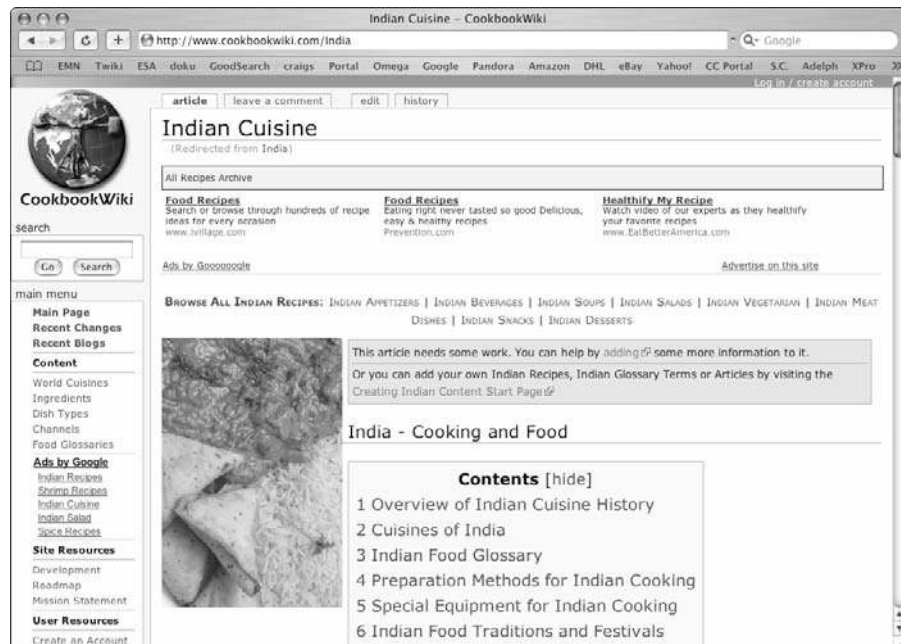 Indian Cuisine – CookbookWiki
http://www.cookbookwiki.com/India
Google
EMN Twiki ESA doku GoodSearch craigs Portal Omega Google Pandora Amazon DHL eBay Yahoo! CC Portal S.C. Adelph XPro
Log in / create account
article leave a comment edit history
Indian Cuisine
(Redirected from India)
All Recipes Archive
Food Recipes
Search or browse through hundreds of recipe
ideas for every occasion
www.ivillage.com
Food Recipes
Eating right never tasted so good Delicious,
easy & healthy recipes
Prevention.com
Healthify My Recipe
Watch video of our experts as they healthify
your favorite recipes
www.EatBetterAmerica.com
Ads by Goooooogle
Advertise on this site
CookbookWiki
search
Go Search
main menu
Main Page
Recent Changes
Recent Blogs
Content
World Cuisines
Ingredients
Dish Types
Channels
Food Glossaries
Ads by Google
Indian Recipes
Shrimp Recipes
Indian Cuisine
Indian Salad
Spice Recipes
Site Resources
Development
Roadmap
Mission Statement
User Resources
Create an Account
Browse All Indian Recipes: Indian Appetizers | Indian Beverages | Indian Soups | Indian Salads | Indian Vegetarian | Indian Meat
Dishes | Indian Snacks | Indian Desserts
This article needs some work. You can help by adding some more information to it.
Or you can add your own Indian Recipes, Indian Glossary Terms or Articles by visiting the
Creating Indian Content Start Page
India - Cooking and Food
Contents [hide]
1 Overview of Indian Cuisine History
2 Cuisines of India
3 Indian Food Glossary
4 Preparation Methods for Indian Cooking
5 Special Equipment for Indian Cooking
6 Indian Food Traditions and Festivals